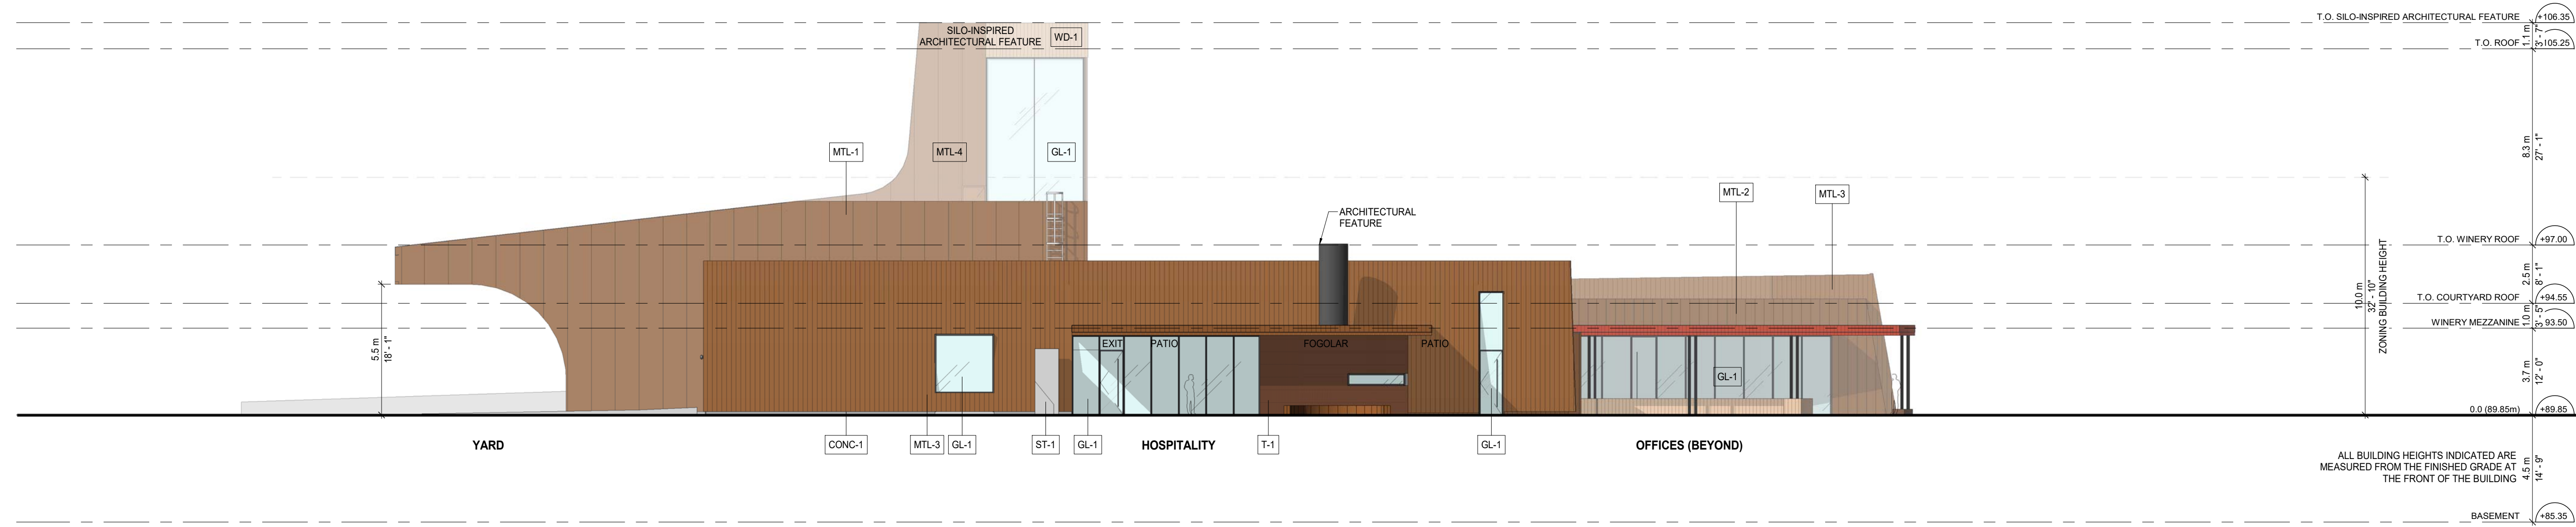 T.O. SILO-INSPIRED ARCHITECTURAL FEATURE +106.35
1.1 m
3' - 7"
T.O. ROOF 105.25
SILO-INSPIRED
ARCHITECTURAL FEATURE
WD-1
MTL-1
MTL-4
GL-1
8.3 m
27' - 1"
MTL-2
MTL-3
ARCHITECTURAL
FEATURE
T.O. WINERY ROOF +97.00
2.5 m
8' - 1"
10.0 m
32' - 10"
ZONING BUILDING HEIGHT
T.O. COURTYARD ROOF +94.55
1.0 m
3' - 5"
WINERY MEZZANINE 93.50
5.5 m
18' - 1"
EXIT PATIO FOGOLAR PATIO
GL-1
3.7 m
12' - 0"
0.0 (89.85m) +89.85
YARD
CONC-1
MTL-3
GL-1
ST-1
GL-1
HOSPITALITY
T-1
GL-1
OFFICES (BEYOND)
ALL BUILDING HEIGHTS INDICATED ARE
MEASURED FROM THE FINISHED GRADE AT
THE FRONT OF THE BUILDING
4.5 m
14' - 9"
BASEMENT +85.35